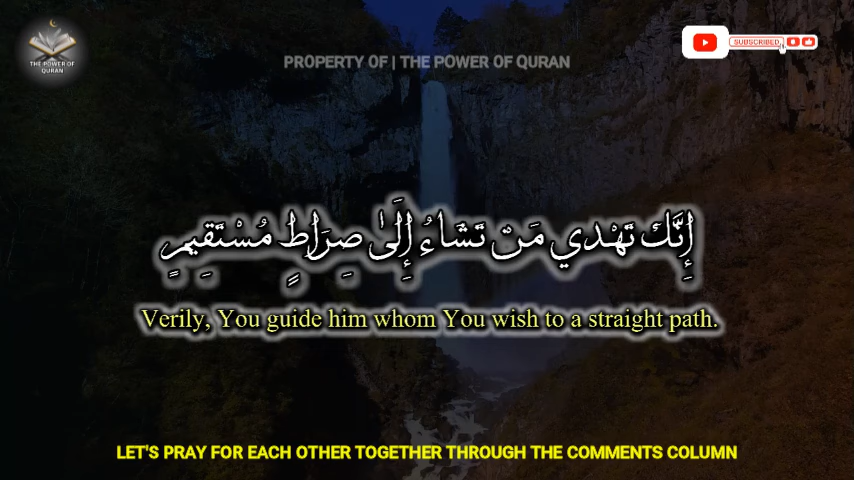 THE POWER OF
QURAN
PROPERTY OF | THE POWER OF QURAN
SUBSCRIBED
إِنَّكَ تَهْدِي مَنْ تَشَاءُ إِلَىٰ صِرَاطٍ مُسْتَقِيمٍ
Verily, You guide him whom You wish to a straight path.
LET'S PRAY FOR EACH OTHER TOGETHER THROUGH THE COMMENTS COLUMN